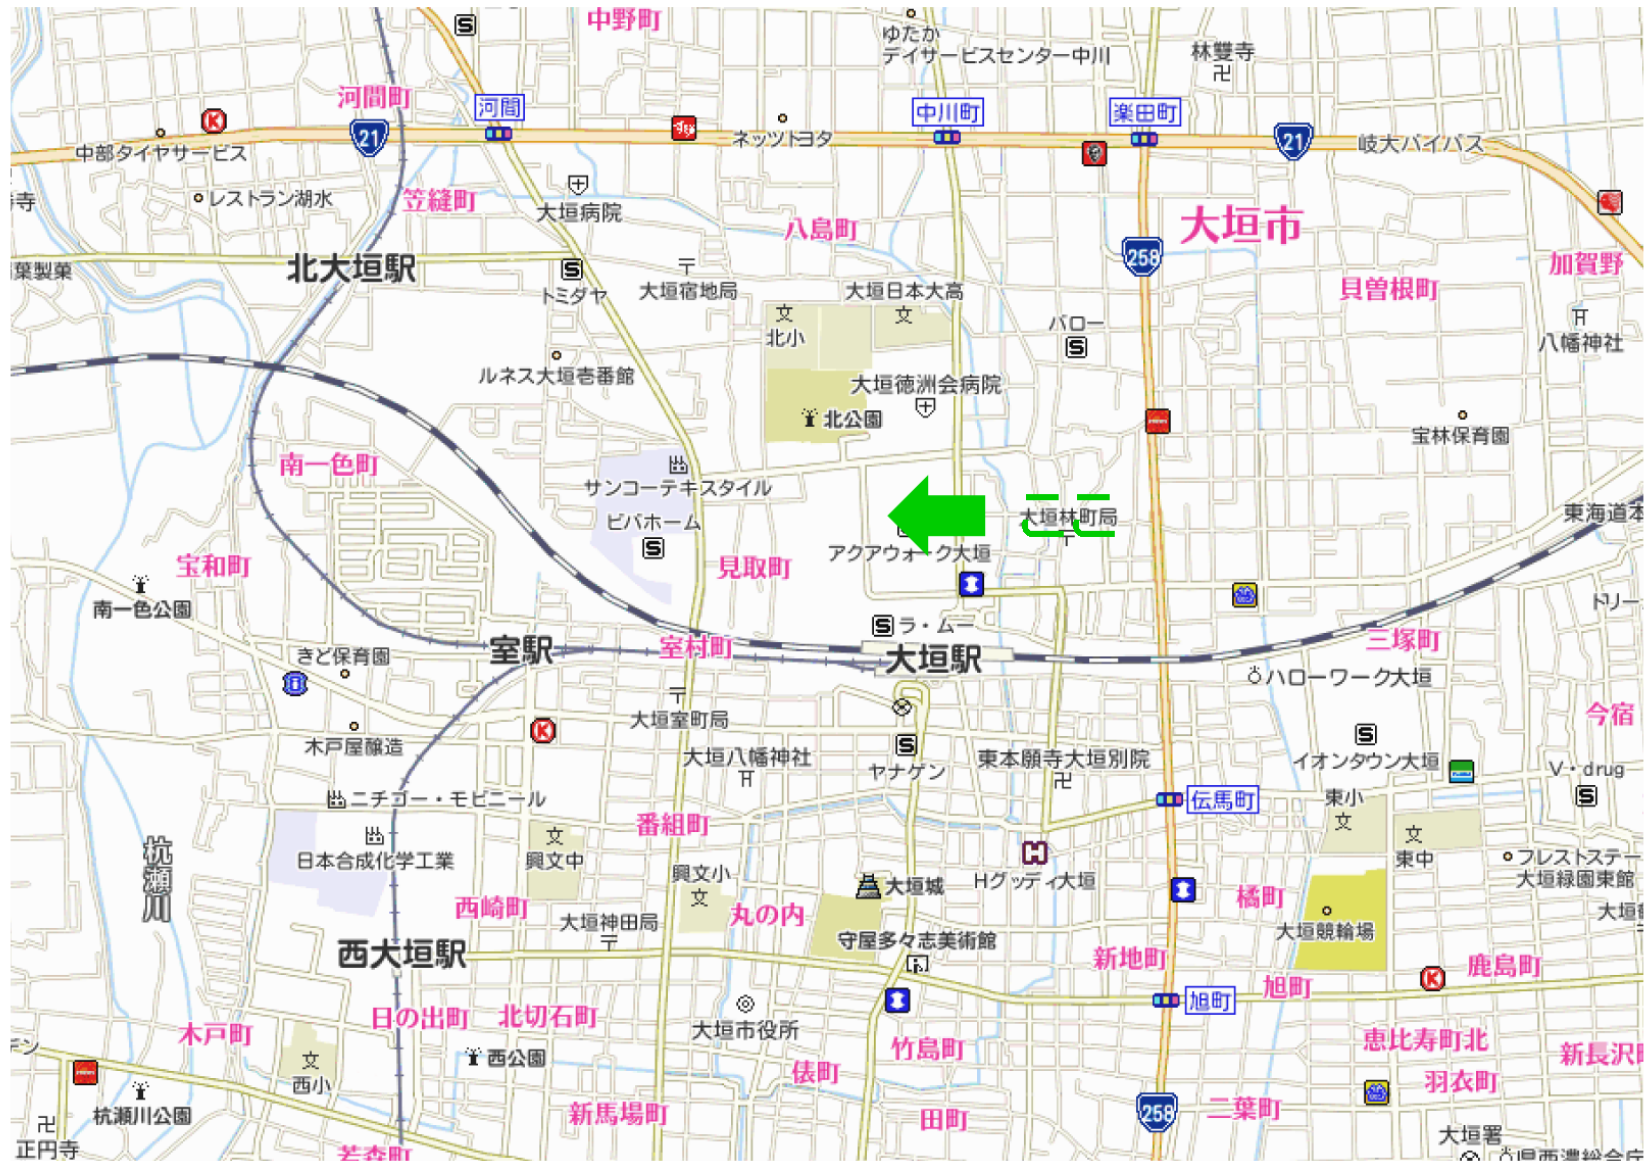 中野町
ゆたか
デイサービスセンター中川
林雙寺
河間町
河間
中川町
楽田町
21
ネッツトヨタ
21
岐大バイパス
中部タイヤサービス
レストラン湖水
笠縫町
大垣病院
八島町
大垣市
258
加賀野
北大垣駅
葉製菓
トミダヤ
大垣宿地局
大垣日本大高
貝曽根町
北小
バロー
八幡神社
ルネス大垣壱番館
大垣徳洲会病院
北公園
宝林保育園
南一色町
サンコーテキスタイル
ビバホーム
ここ
大垣林町局
東海道本
アクアウォーク大垣
宝和町
見取町
南一色公園
ドリー
ラ・ムー
三塚町
きど保育園
室駅
室村町
大垣駅
ハローワーク大垣
大垣室町局
今宿
木戸屋醸造
大垣八幡神社
ヤナゲン
東本願寺大垣別院
イオンタウン大垣
V・drug
ニチゴー・モビニール
伝馬町
東小
番組町
杭瀬川
日本合成化学工業
興文中
興文小
大垣城
Hグッディ大垣
東中
フレストステー
大垣緑園東館
西崎町
大垣神田局
丸の内
橘町
大垣競輪場
西大垣駅
守屋多々志美術館
新地町
鹿島町
旭町
旭町
日の出町
北切石町
大垣市役所
木戸町
竹島町
恵比寿町北
新長沢町
西公園
西小
俵町
羽衣町
杭瀬川公園
新馬場町
田町
258
二葉町
正円寺
若森町
大垣署
県西濃総合庁